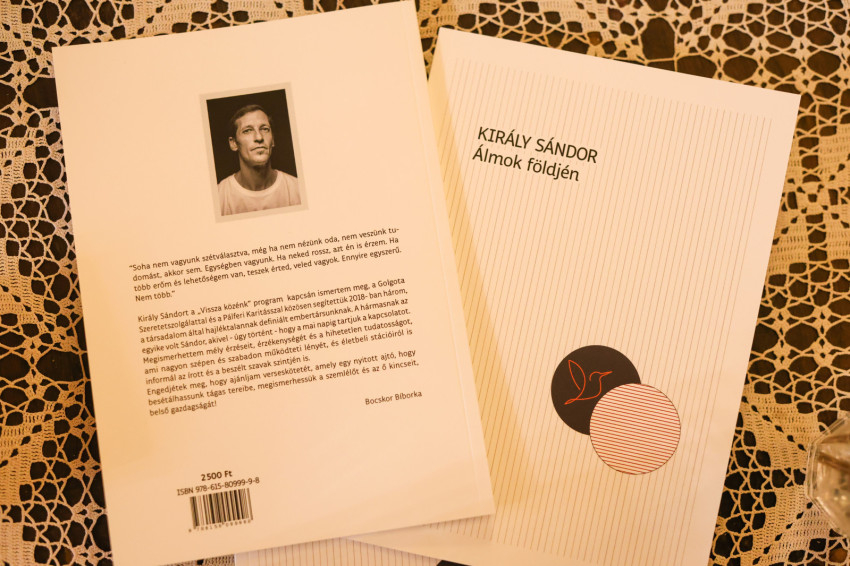 "Soha nem vagyunk szétválasztva, még ha nem nézünk oda, nem veszünk tu-
domást, akkor sem. Egységben vagyunk. Ha neked rossz, azt én is érzem. Ha
több erőm és lehetőségem van, teszek érted, veled vagyok. Ennyire egyszerű.
Nem több."
Király Sándort a „Vissza közénk" program kapcsán ismertem meg, a Golgota
Szeretetszolgálattal és a Pálferi Karitásszal közösen segítettük 2018- ban három,
a társadalom által hajléktalannak definiált embertársunknak. A hármasnak az
egyike volt Sándor, akivel - úgy történt - hogy a mai napig tartjuk a kapcsolatot.
Megismerhettem mély érzéseit, érzékenységét és a hihetetlen tudatosságot,
ami nagyon szépen és szabadon működteti lényét, és életbeli stációiról is
informál az írott és a beszélt szavak szintjén is.
Engedjétek meg, hogy ajánljam verseskötetét, amely egy nyitott ajtó, hogy
besétálhassunk tágas tereibe, megismerhessük a szemlélőt és az ő kincseit,
belső gazdagságát!
Bocskor Bíborka
2500 Ft
ISBN 978-615-80999-9-8
KIRÁLY SÁNDOR
Álmok földjén